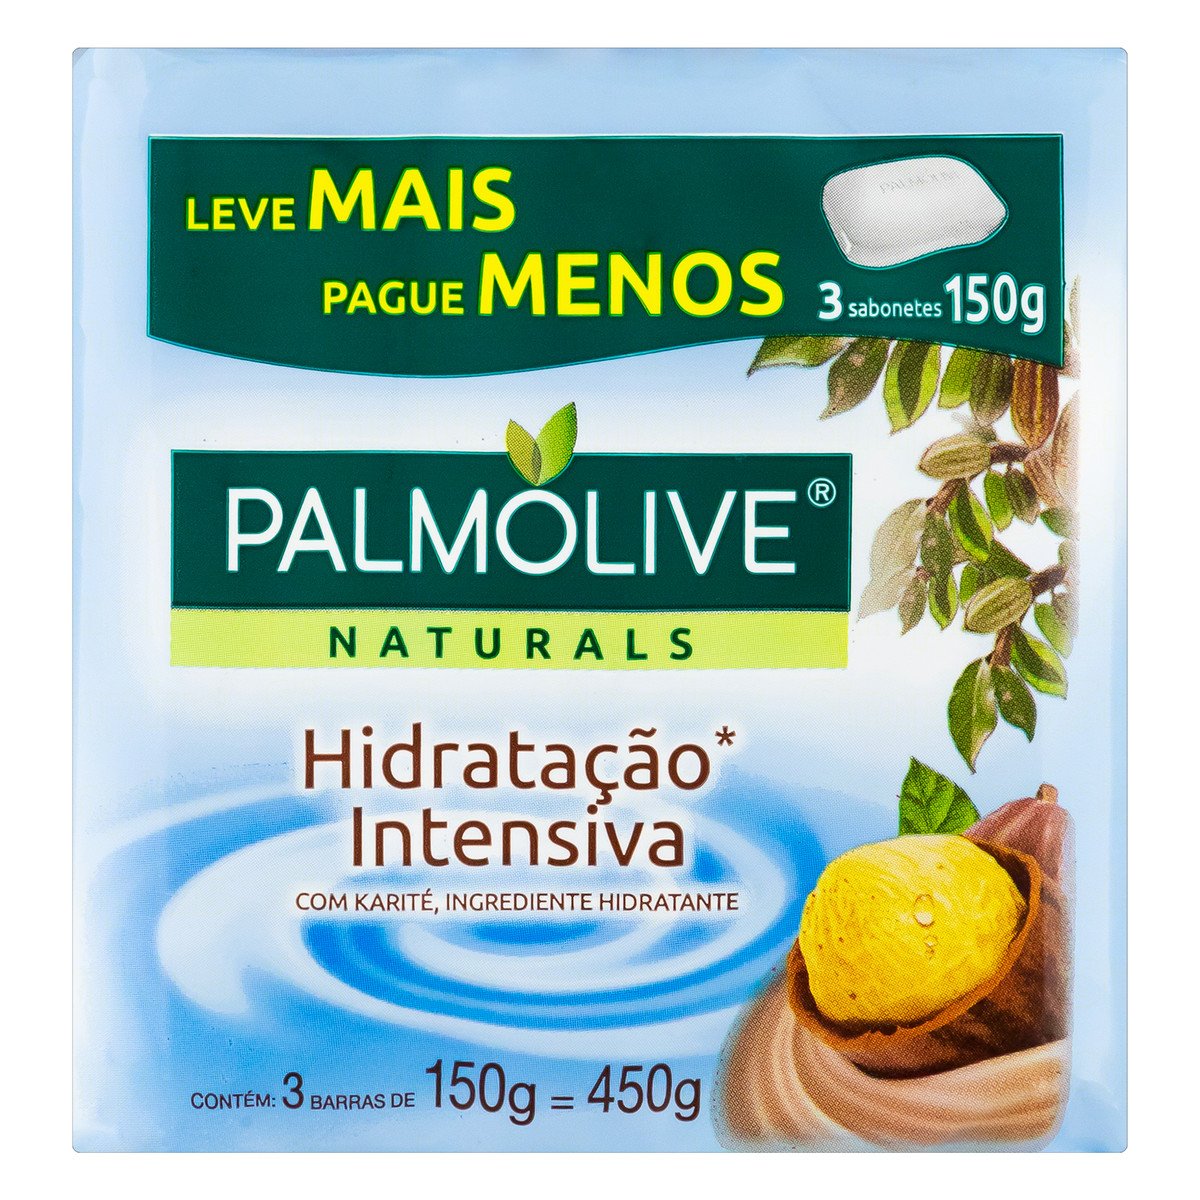 LEVE MAIS
PAGUE MENOS
PALMOLIVE
3 sabonetes 150g
PALMOLIVE®
NATURALS
Hidratação*
Intensiva
COM KARITÉ, INGREDIENTE HIDRATANTE
CONTÉM: 3 BARRAS DE 150g = 450g